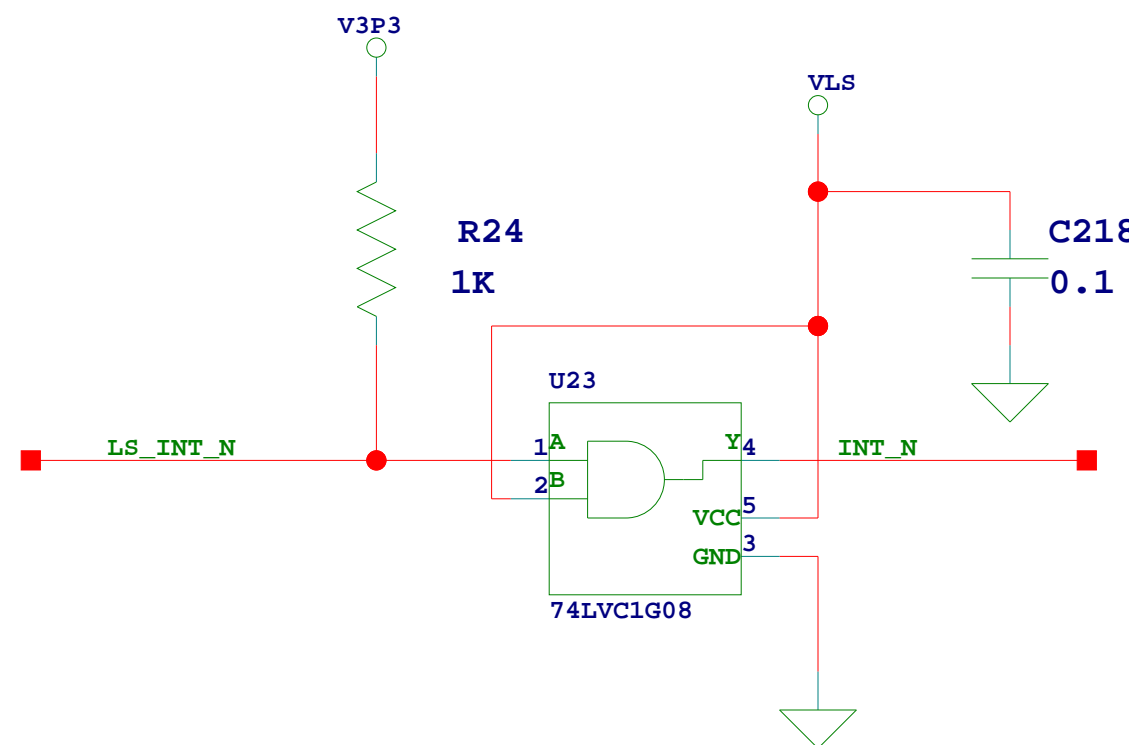 V3P3
VLS
R24
1K
C218
0.1
U23
LS_INT_N
1
A
Y
4
INT_N
2
B
VCC
5
GND
3
74LVC1G08